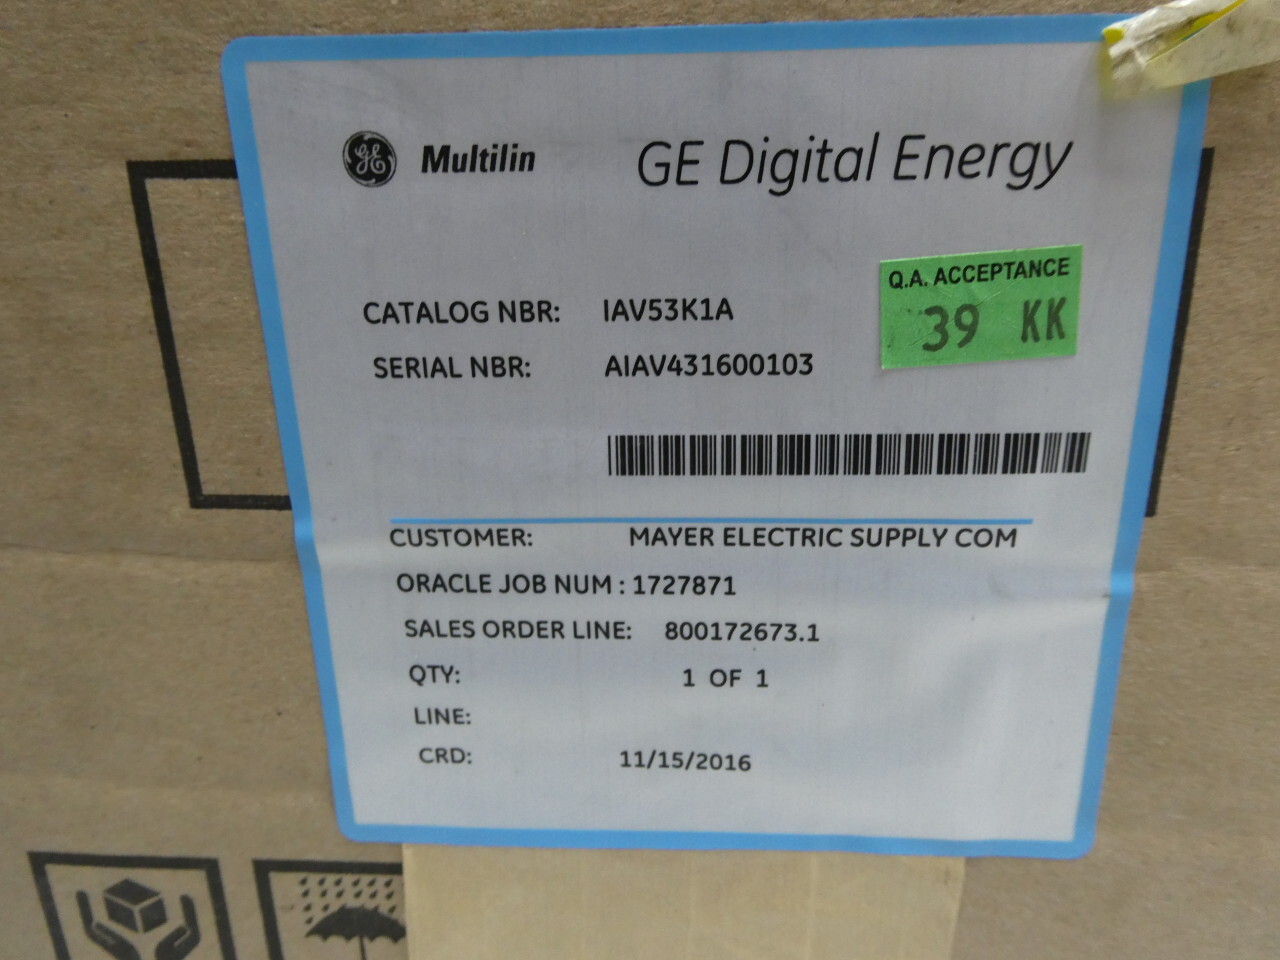 GE Multilin GE Digital Energy
Q.A. ACCEPTANCE
39 KK
CATALOG NBR: IAV53K1A
SERIAL NBR: AIAV431600103
CUSTOMER: MAYER ELECTRIC SUPPLY COM
ORACLE JOB NUM : 1727871
SALES ORDER LINE: 800172673.1
QTY: 1 OF 1
LINE:
CRD: 11/15/2016